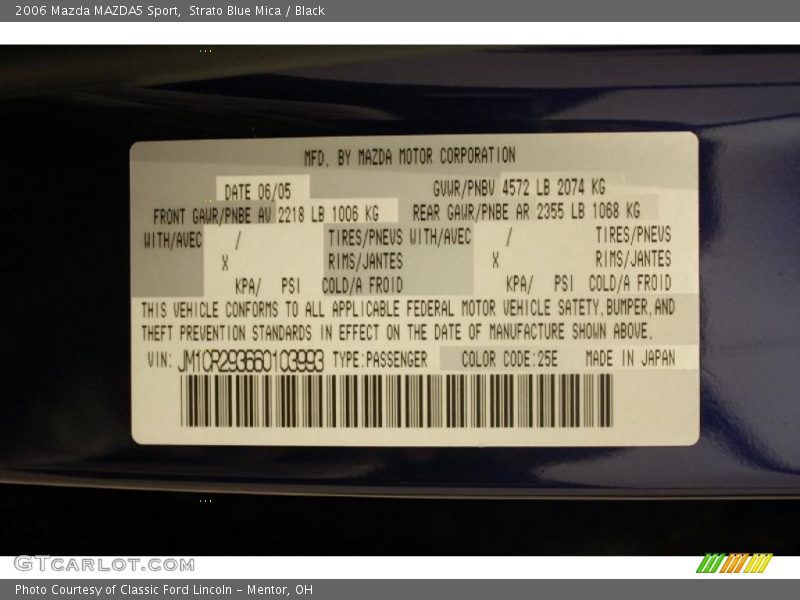 2006 Mazda MAZDA5 Sport,  Strato Blue Mica / Black
MFD. BY MAZDA MOTOR CORPORATION
DATE 06/05 GVWR/PNBV 4572 LB 2074 KG
FRONT GAWR/PNBE AV 2218 LB 1006 KG REAR GAWR/PNBE AR 2355 LB 1068 KG
WITH/AVEC / TIRES/PNEUS WITH/AVEC / TIRES/PNEUS
X RIMS/JANTES X RIMS/JANTES
KPA/ PSI COLD/A FROID KPA/ PSI COLD/A FROID
THIS VEHICLE CONFORMS TO ALL APPLICABLE FEDERAL MOTOR VEHICLE SAFETY,BUMPER,AND
THEFT PREVENTION STANDARDS IN EFFECT ON THE DATE OF MANUFACTURE SHOWN ABOVE.
VIN: JM1CR293660103993 TYPE:PASSENGER COLOR CODE:25E MADE IN JAPAN
GTCARLOT.COM
Photo Courtesy of Classic Ford Lincoln - Mentor, OH